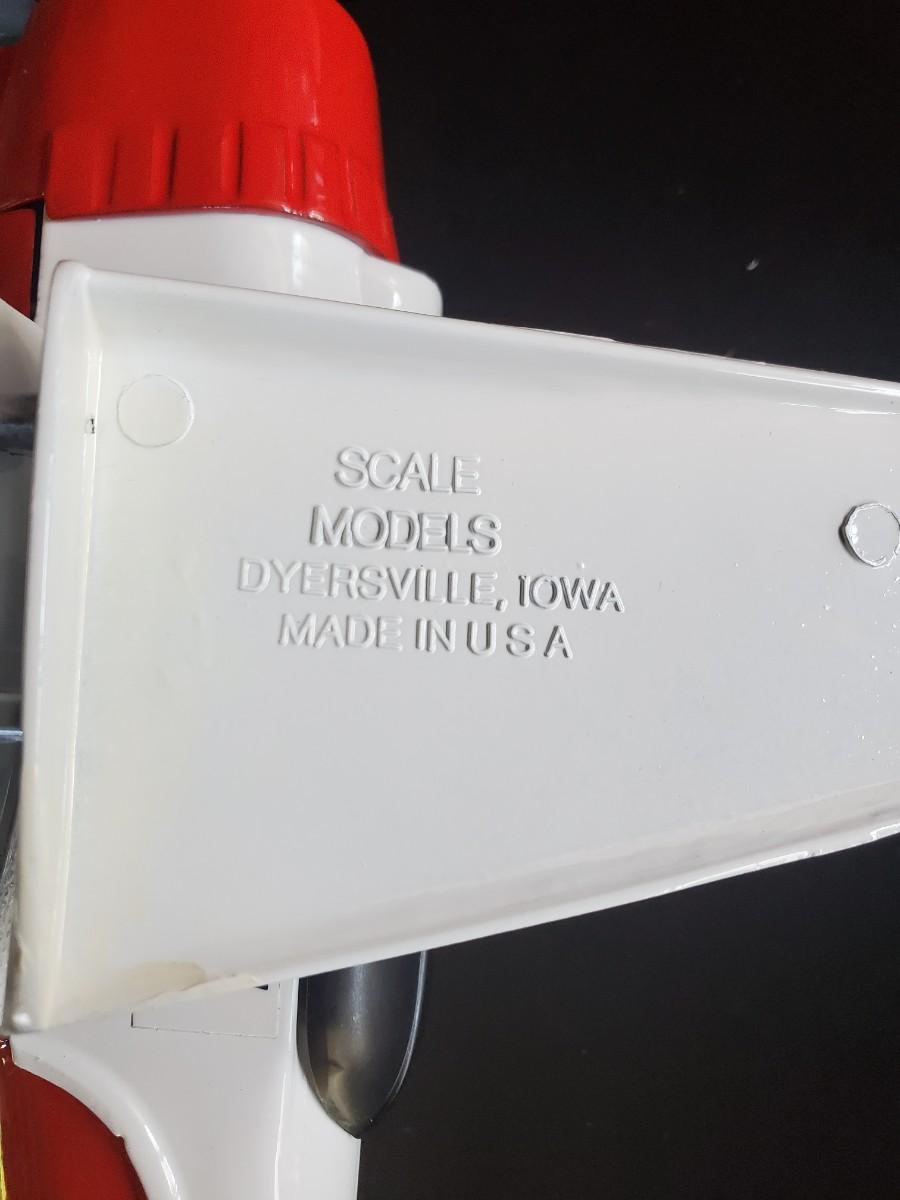 SCALE
MODELS
DYERSVILLE, IOWA
MADE IN U S A